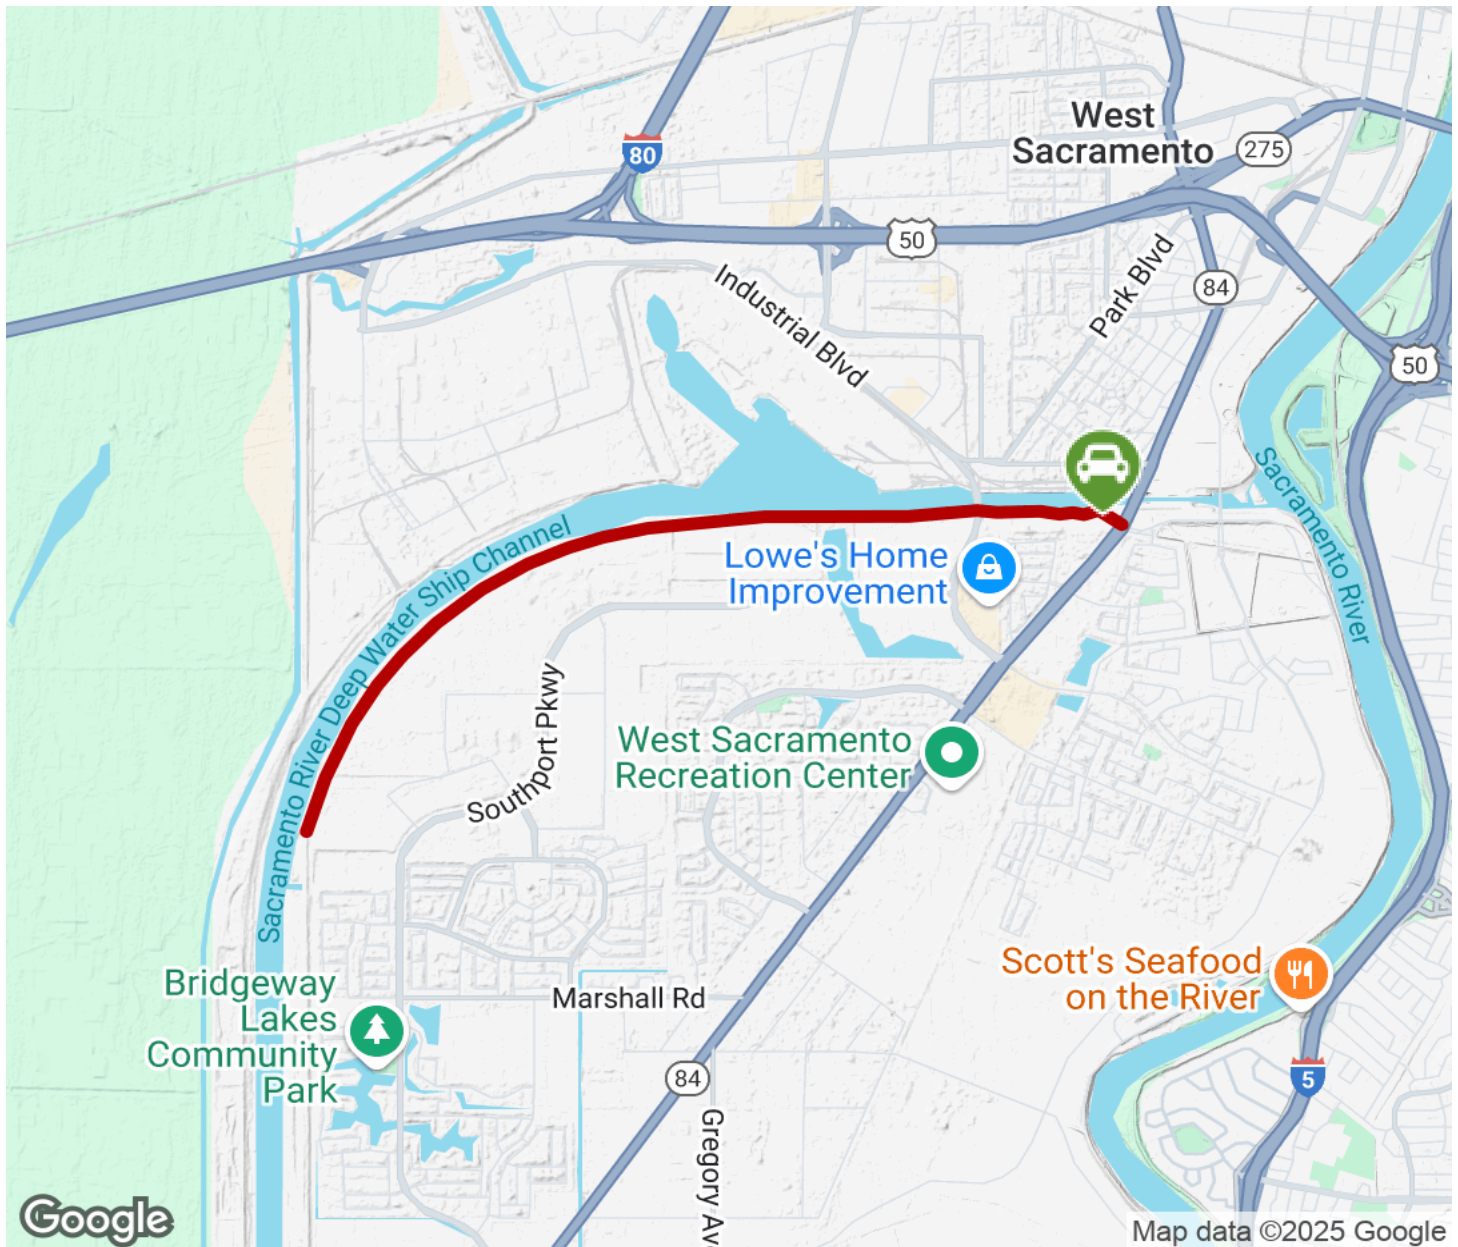 West
Sacramento
275
80
50
Park Blvd
84
Industrial Blvd
50
Sacramento River
Sacramento River Deep Water Ship Channel
Lowe's Home
Improvement
Southport Pkwy
West Sacramento
Recreation Center
Scott's Seafood
on the River
Bridgeway
Lakes
Community
Park
Marshall Rd
84
5
Gregory Av
Google
Map data ©2025 Google